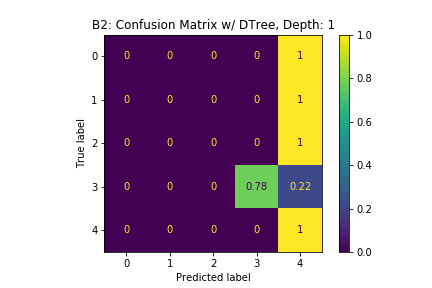 B2: Confusion Matrix w/ DTree, Depth: 1
True label
0 0 0 0 0 1
1 0 0 0 0 1
2 0 0 0 0 1
3 0 0 0 0.78 0.22
4 0 0 0 0 1
0 1 2 3 4
Predicted label
1.0
0.8
0.6
0.4
0.2
0.0